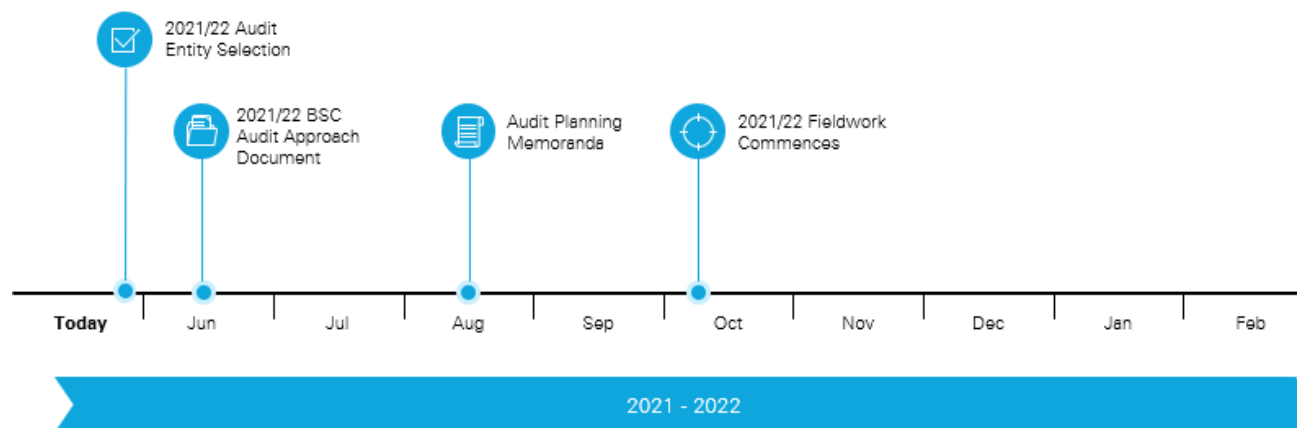 2021/22 Audit
Entity Selection
2021/22 BSC
Audit Approach
Document
Audit Planning
Memoranda
2021/22 Fieldwork
Commences
Today
Jun
Jul
Aug
Sep
Oct
Nov
Dec
Jan
Feb
2021 - 2022